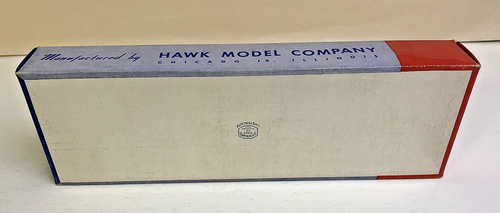 Manufactured by HAWK MODEL COMPANY
CHICAGO 18, ILLINOIS